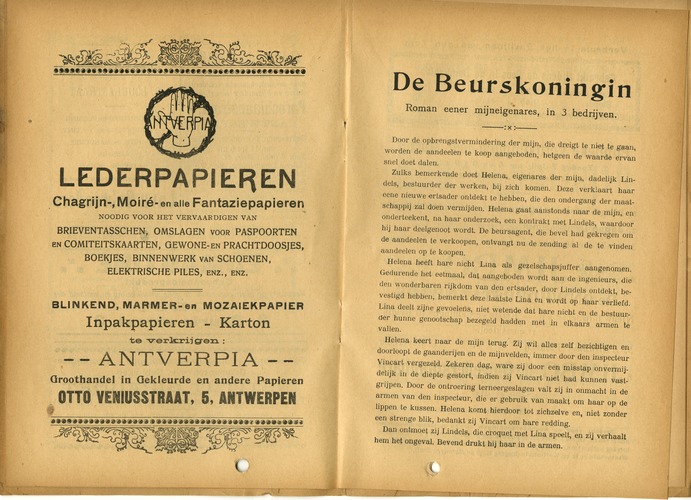 ANTVERPIA
LEDERPAPIEREN
Chagrijn-, Moiré- en alle Fantaziepapieren
NOODIG VOOR HET VERVAARDIGEN VAN
BRIEVENTASSCHEN, OMSLAGEN VOOR PASPOORTEN
EN COMITEITSKAARTEN, GEWONE- EN PRACHTDOOSJES,
BOEKJES, BINNENWERK VAN SCHOENEN,
ELEKTRISCHE PILES, ENZ., ENZ.
BLINKEND, MARMER- en MOZAIEKPAPIER
Inpakpapieren - Karton
te verkrijgen :
-- ANTVERPIA --
Groothandel in Gekleurde en andere Papieren
OTTO VENIUSSTRAAT, 5, ANTWERPEN
De Beurskoningin
Roman eener mijneigenares, in 3 bedrijven.
Door de opbrengstvermindering der mijn, die dreigt te niet te gaan,
worden de aandeelen te koop aangeboden, hetgeen de waarde ervan
snel doet dalen.
Zulks bemerkende doet Helena, eigenares der mijn, dadelijk Lin-
dels, bestuurder der werken, bij zich komen. Deze verklaart haar
eene nieuwe ertsader ontdekt te hebben, die den ondergang der maat-
schappij zal doen vermijden. Helena gaat aanstonds naar de mijn, en
onderteekent, na haar onderzoek, een kontrakt met Lindels, waardoor
hij haar deelgenoot wordt. De beursagent, die bevel had gekregen om
de aandeelen te verkoopen, ontvangt nu de zending al de te vinden
aandeelen op te koopen.
Helena heeft hare nicht Lina als gezelschapsjuffer aangenomen.
Gedurende het eetmaal, dat aangeboden wordt aan de ingenieurs, die
den wonderbaren rijkdom van den ertsader, door Lindels ontdekt, be-
vestigd hebben, bemerkt deze laatste Lina en wordt op haar verliefd.
Lina deelt zijne gevoelens, niet wetende dat hare nicht en de bestuur-
der hunne genootschap bezegeld hadden met in elkaars armen te
vallen.
Helena keert naar de mijn terug. Zij wil alles zelf bezichtigen en
doorloopt de gaanderijen en de mijnvelden, immer door den inspecteur
Vincart vergezeld. Zekeren dag, ware zij door een misstap onvermij-
delijk in de diepte gestort, indien zij Vincart niet had kunnen vast-
grijpen. Door de ontroering terneergeslagen valt zij in onmacht in de
armen van den inspecteur, die er gebruik van maakt om haar op de
lippen te kussen. Helena komt hierdoor tot zichzelve en, niet zonder
een strenge blik, bedankt zij Vincart om hare redding.
Dan ontmoet zij Lindels, die croquet met Lina speelt, en zij verhaalt
hem het ongeval. Bevend drukt hij haar in de armen.